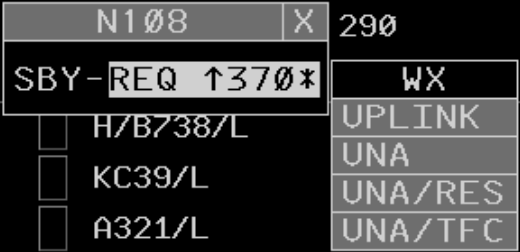 N1Ø8 X 29Ø
SBY-REQ ↑37Ø*
WX
H/B738/L
UPLINK
UNA
KC39/L
UNA/RES
A321/L
UNA/TFC